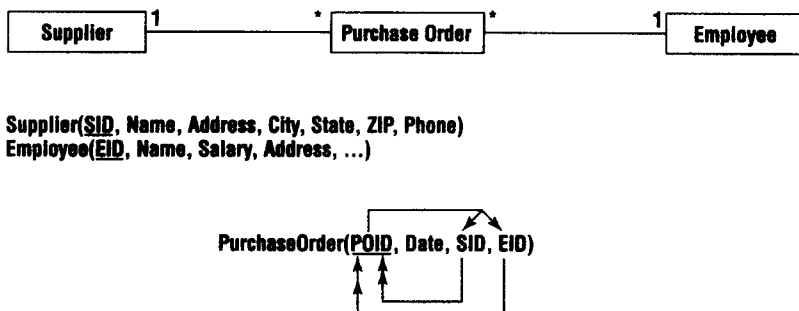 1 * * 1
Supplier Purchase Order Employee
Supplier(SID, Name, Address, City, State, ZIP, Phone)
Employee(EID, Name, Salary, Address, ...)
PurchaseOrder(POID, Date, SID, EID)